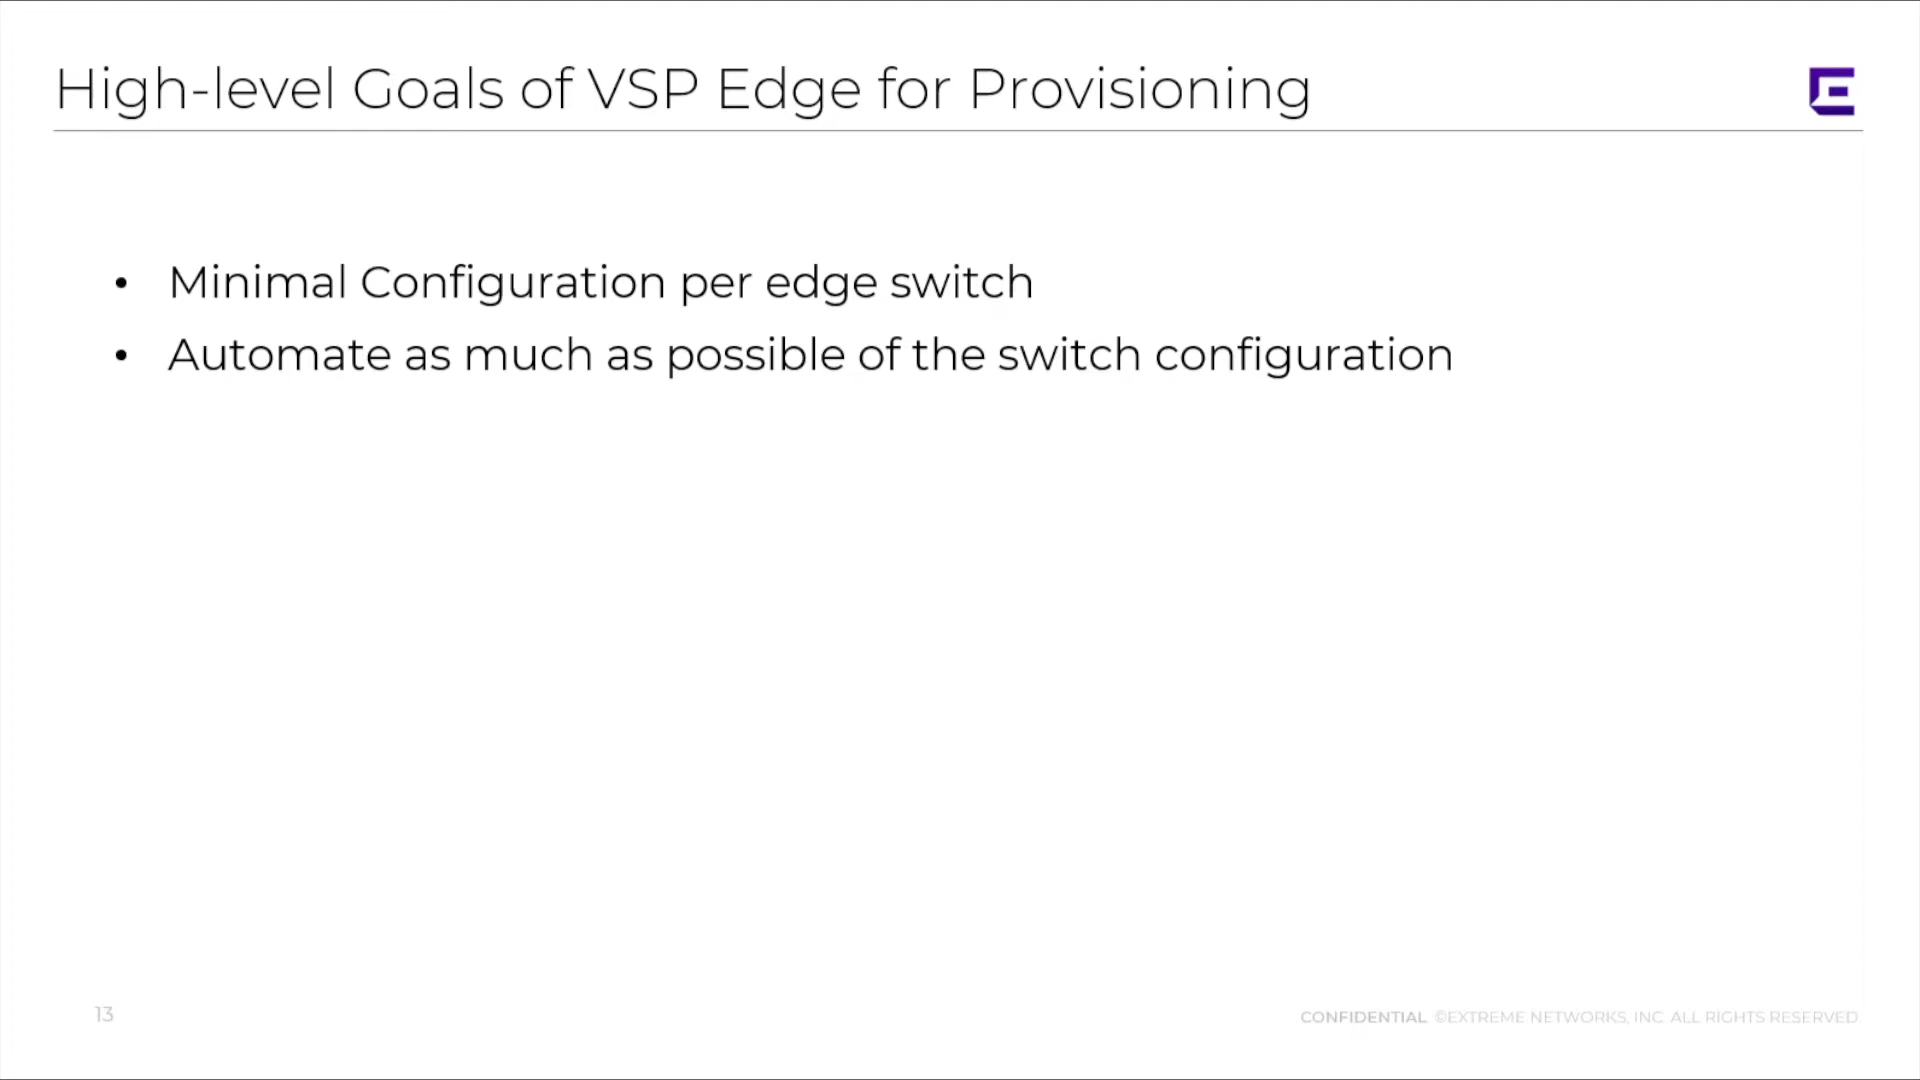 High-level Goals of VSP Edge for Provisioning
• Minimal Configuration per edge switch
• Automate as much as possible of the switch configuration
13
CONFIDENTIAL ©EXTREME NETWORKS, INC. ALL RIGHTS RESERVED.